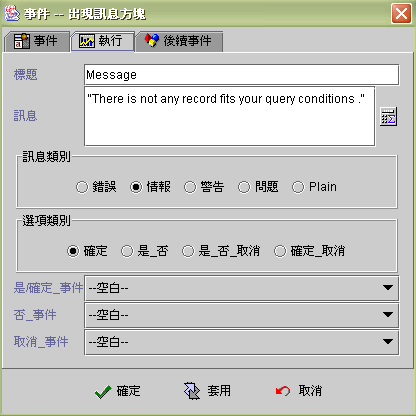 事件 -- 出現訊息方塊
事件 執行 後續事件
標題 Message
訊息 "There is not any record fits your query conditions ."
訊息類別
錯誤 情報 警告 問題 Plain
選項類別
確定 是_否 是_否_取消 確定_取消
是/確定_事件 --空白--
否_事件 --空白--
取消_事件 --空白--
確定 套用 取消